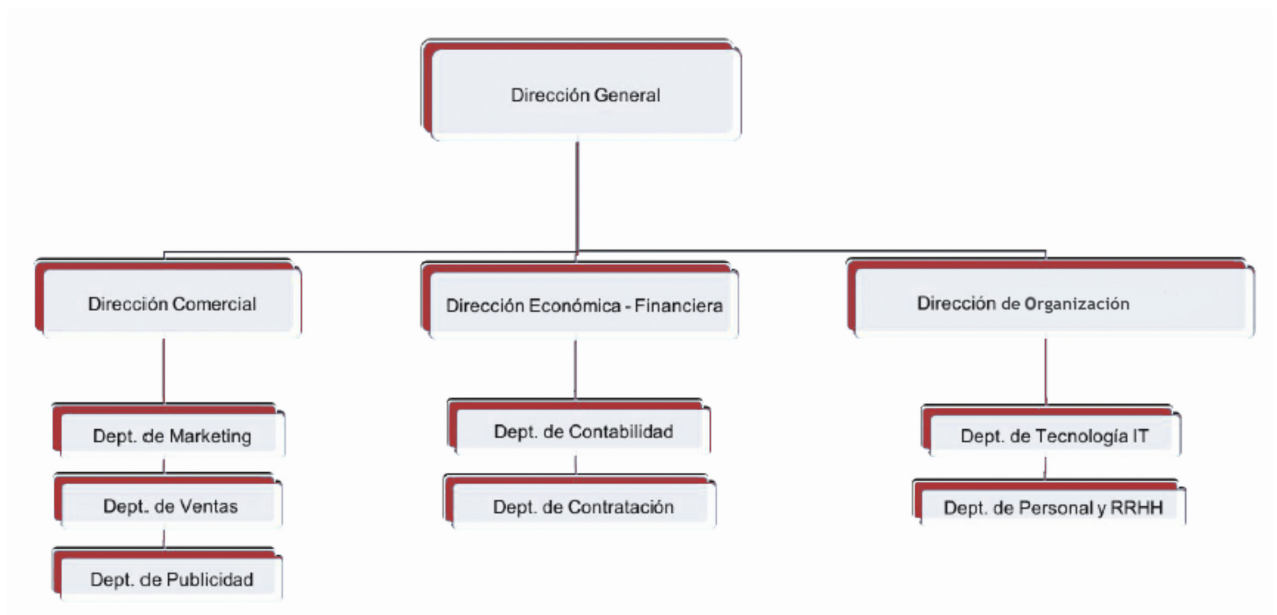 Dirección General
Dirección Comercial
Dirección Económica - Financiera
Dirección de Organización
Dept. de Marketing
Dept. de Ventas
Dept. de Publicidad
Dept. de Contabilidad
Dept. de Contratación
Dept. de Tecnología IT
Dept. de Personal y RRHH